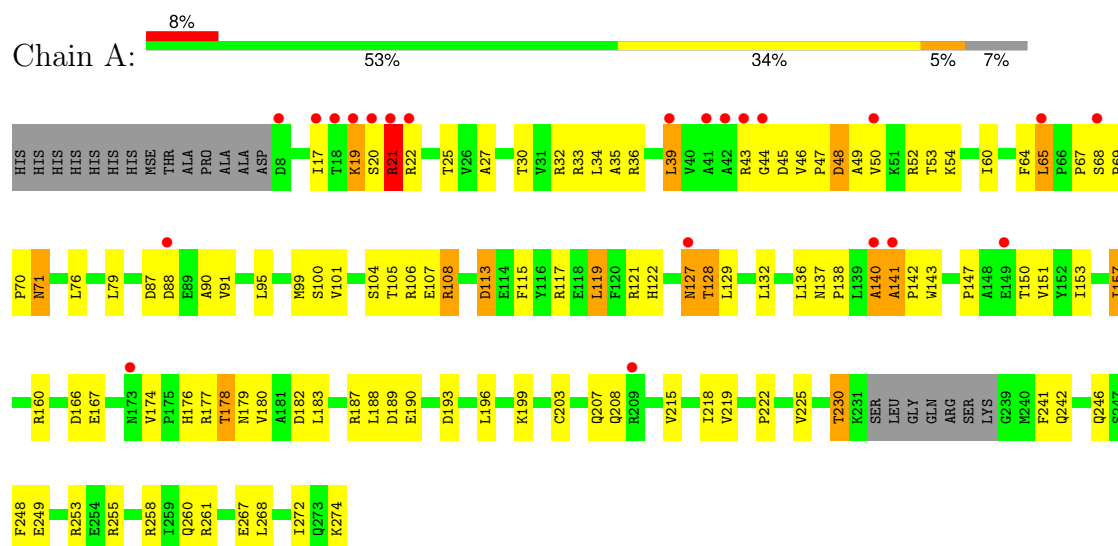 8%
Chain A:
53% 34% 5% 7%
HIS HIS HIS HIS HIS HIS HIS MSE THR ALA PRO ALA ALA ASP D8 I17 T18 K19 S20 R21 R22 T25 V26 A27 T30 V31 R32 R33 L34 A35 R36 L39 V40 A41 A42 R43 G44 D45 V46 P47 D48 A49 V50 K51 R52 T53 K54 I60 F64 L65 P66 P67 S68
P70 N71 L76 L79 D87 D88 E89 A90 V91 L95 M99 S100 V101 S104 T105 R106 E107 R108 D113 E114 F115 Y116 R117 E118 L119 F120 R121 H122 N127 T128 L129 L132 L136 N137 P138 L139 A140 A141 P142 W143 P147 A148 E149 T150 V151 Y152 I153
R160 D166 E167 N173 V174 P175 H176 R177 T178 N179 V180 A181 D182 L183 R187 L188 D189 E190 D193 L196 K199 C203 Q207 Q208 R209 V215 I218 V219 P222 V225 T230 K231 SER LEU GLY GLN ARG SER LYS G239 M240 F241 Q242 Q246
F248 E249 R253 E254 R255 R258 I259 Q260 R261 E267 L268 I272 Q273 K274